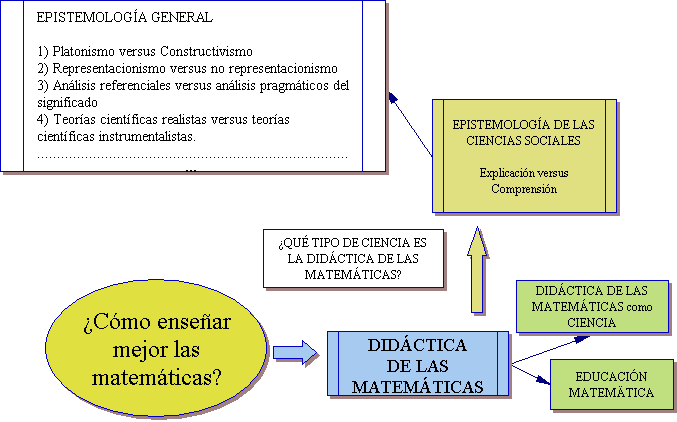 EPISTEMOLOGÍA GENERAL
1) Platonismo versus Constructivismo
2) Representacionismo versus no representacionismo
3) Análisis referenciales versus análisis pragmáticos del
significado
4) Teorías científicas realistas versus teorías
científicas instrumentalistas.
...................................................................................
...
EPISTEMOLOGÍA DE LAS
CIENCIAS SOCIALES
Explicación versus
Comprensión
¿QUÉ TIPO DE CIENCIA ES
LA DIDÁCTICA DE LAS
MATEMÁTICAS?
¿Cómo enseñar
mejor las
matemáticas?
DIDÁCTICA
DE LAS
MATEMÁTICAS
DIDÁCTICA DE LAS
MATEMÁTICAS como
CIENCIA
EDUCACIÓN
MATEMÄTICA